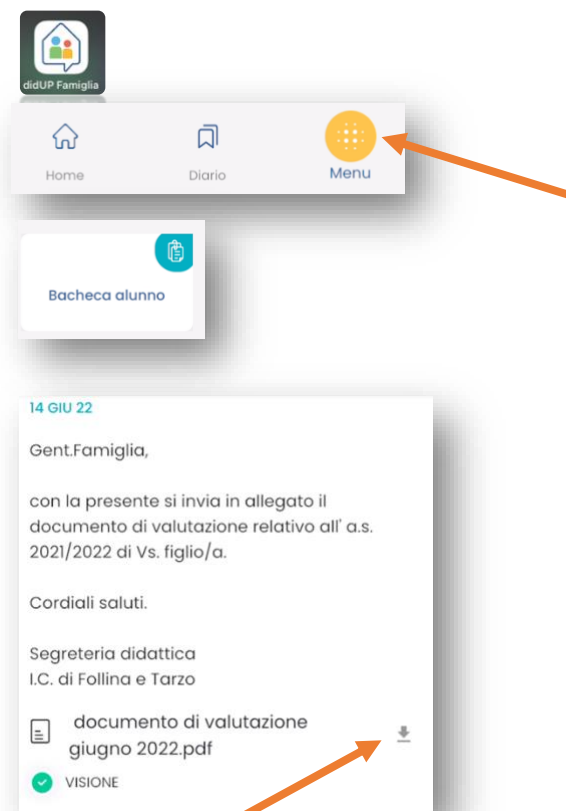 didUP Famiglia
Home
Diario
Menu
Bacheca alunno
14 GIU 22
Gent.Famiglia,
con la presente si invia in allegato il
documento di valutazione relativo all' a.s.
2021/2022 di Vs. figlio/a.
Cordiali saluti.
Segreteria didattica
I.C. di Follina e Tarzo
documento di valutazione
giugno 2022.pdf
VISIONE